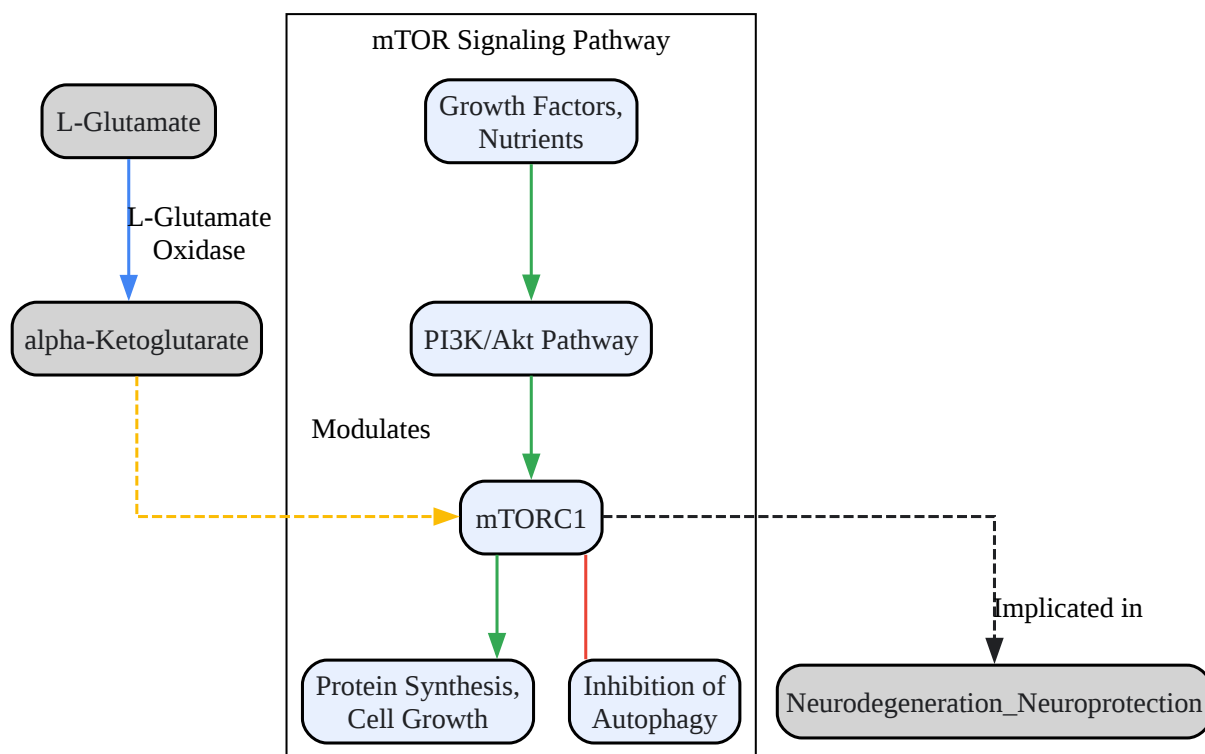 mTOR Signaling Pathway
L-Glutamate
Growth Factors,
Nutrients
L-Glutamate
Oxidase
alpha-Ketoglutarate
PI3K/Akt Pathway
Modulates
mTORC1
Implicated in
Protein Synthesis,
Cell Growth
Inhibition of
Autophagy
Neurodegeneration_Neuroprotection